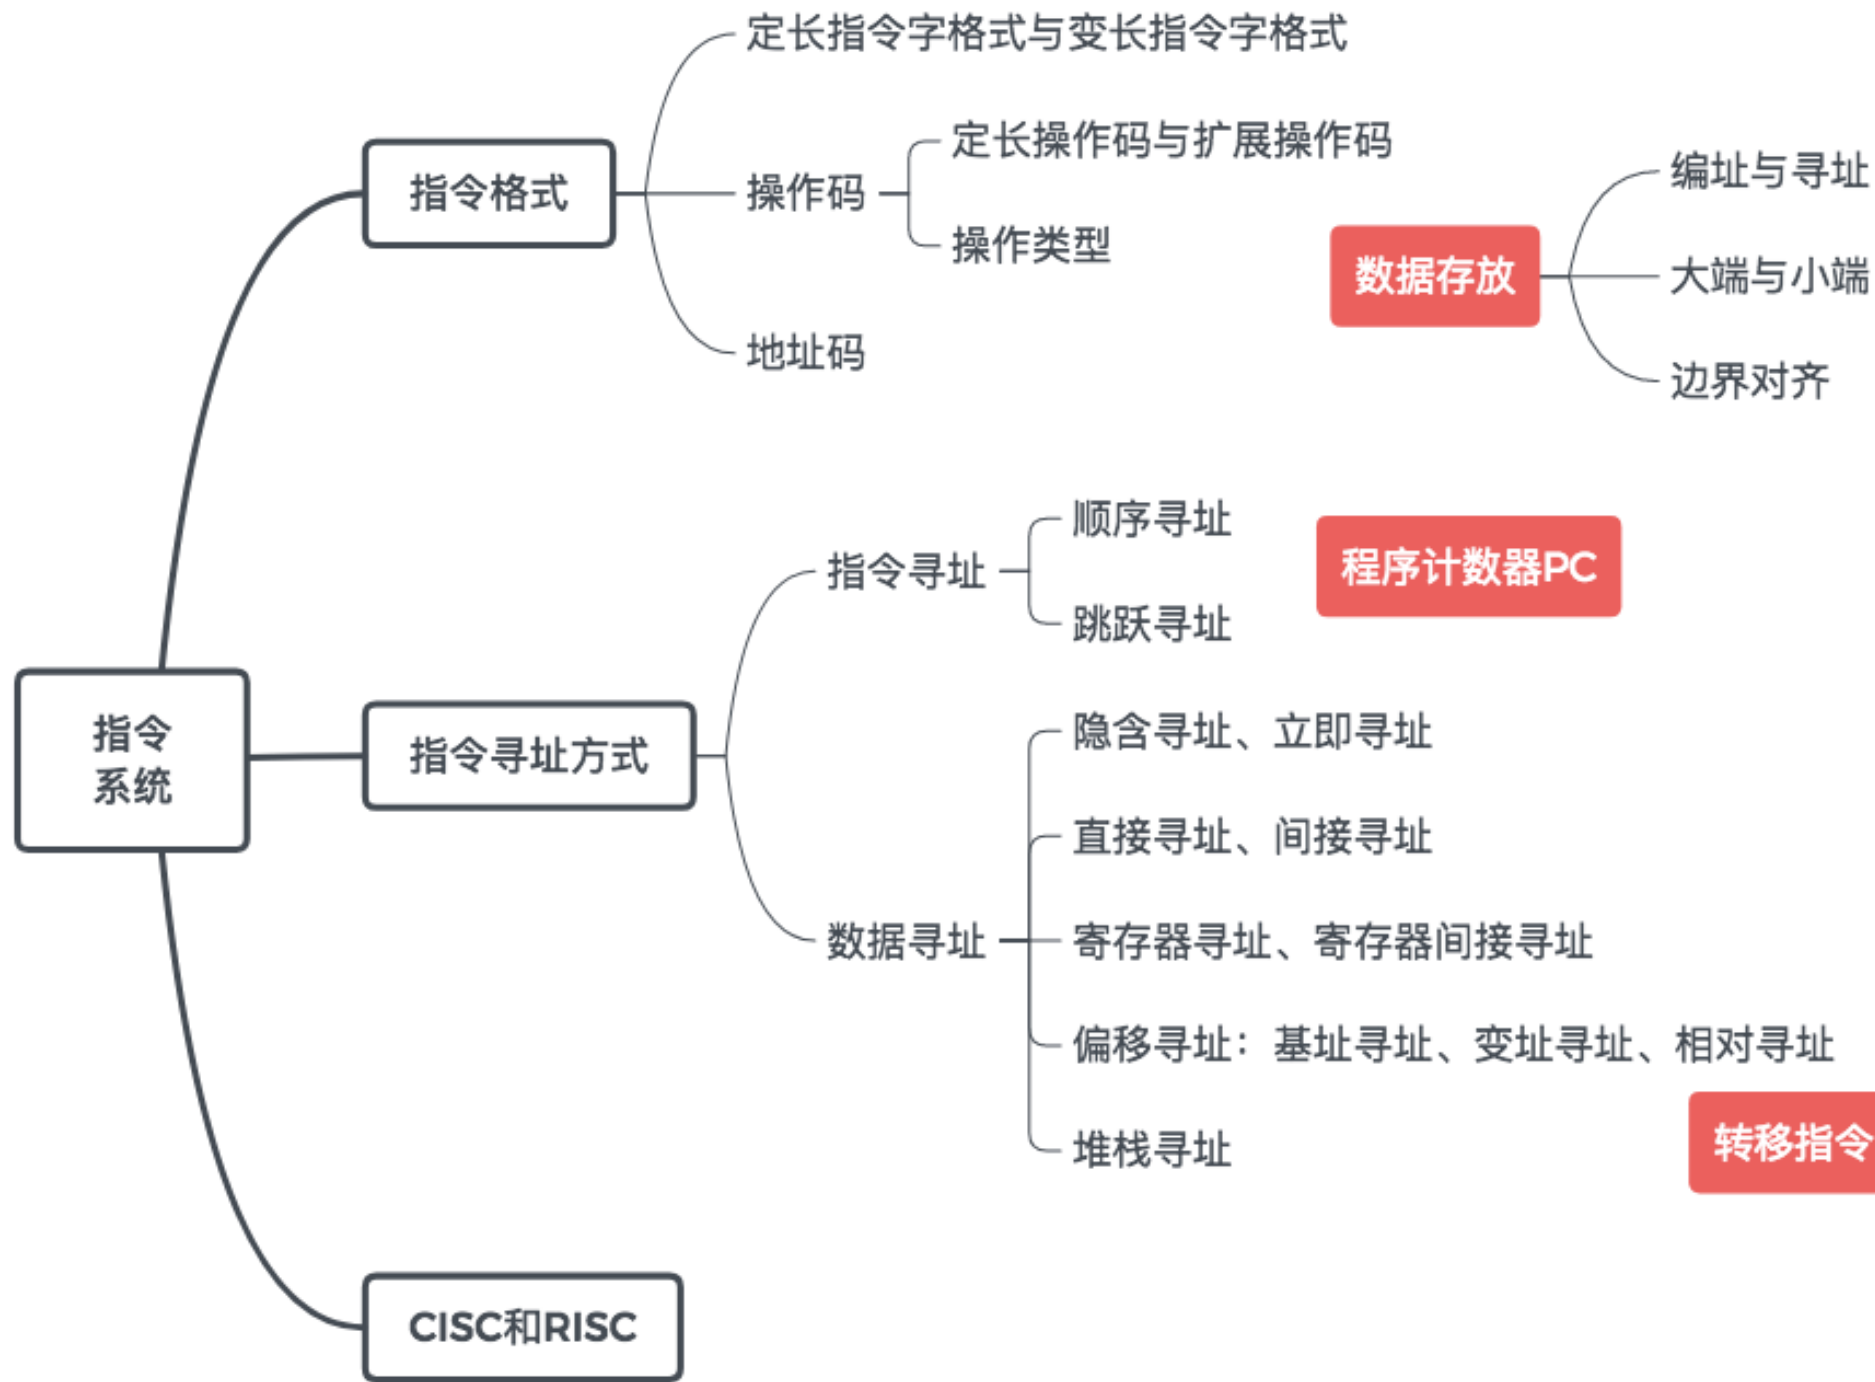 定长指令字格式与变长指令字格式
定长操作码与扩展操作码
指令格式
操作码
操作类型
地址码
数据存放
编址与寻址
大端与小端
边界对齐
指令
系统
指令寻址方式
指令寻址
顺序寻址
跳跃寻址
程序计数器PC
数据寻址
隐含寻址、立即寻址
直接寻址、间接寻址
寄存器寻址、寄存器间接寻址
偏移寻址：基址寻址、变址寻址、相对寻址
堆栈寻址
转移指令
CISC和RISC